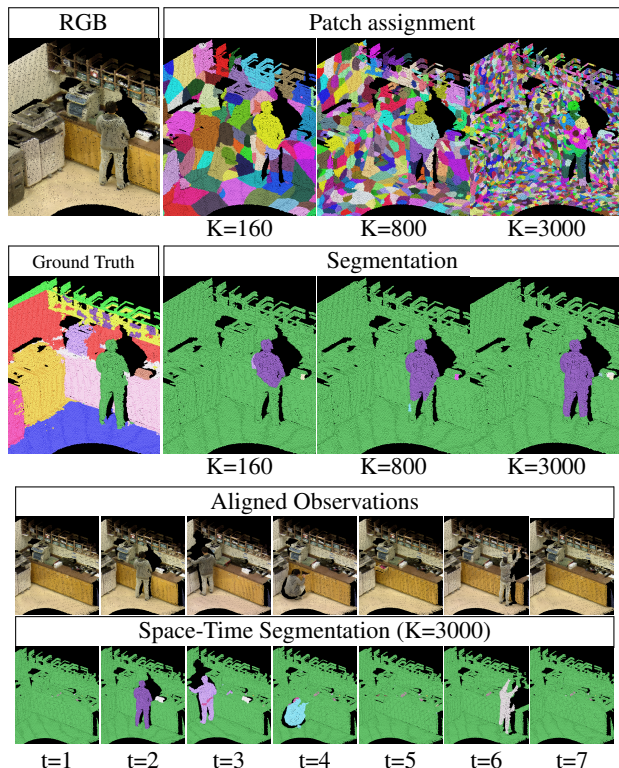 RGB Patch assignment
K=160 K=800 K=3000
Ground Truth Segmentation
K=160 K=800 K=3000
Aligned Observations
Space-Time Segmentation (K=3000)
t=1 t=2 t=3 t=4 t=5 t=6 t=7